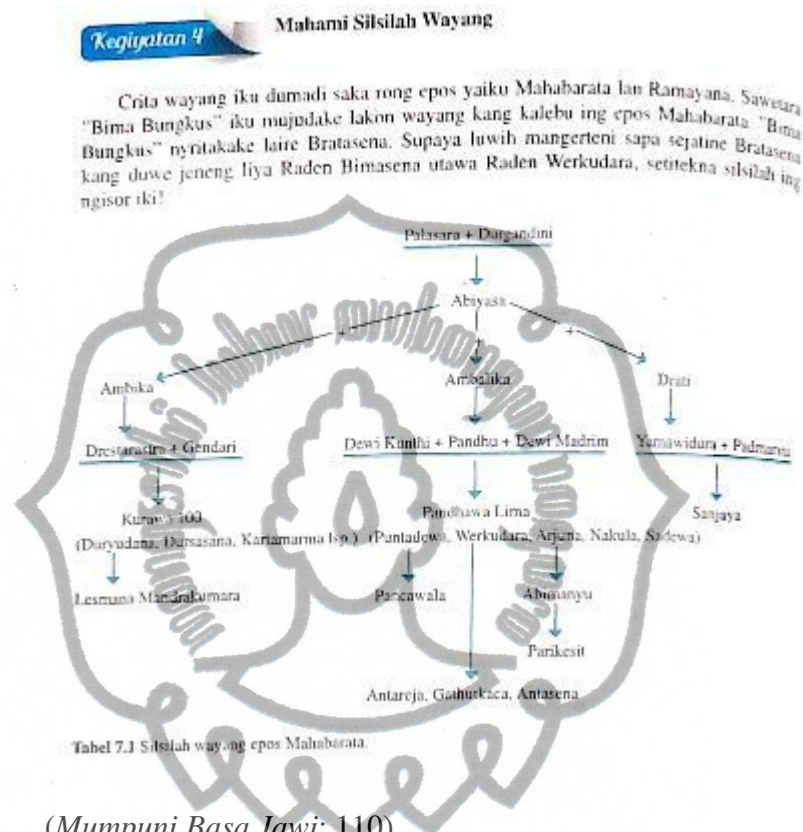 Kegiyatan 4
Mahami Silsilah Wayang
Crita wayang iku dumadi saka rong epos yaiku Mahabarata lan Ramayana. Sawetara
"Bima Bungkus" iku mujudake lakon wayang kang kalebu ing epos Mahabarata. "Bima
Bungkus" nyritakake laire Bratasena. Supaya luwih mangerteni sapa sejatine Bratasena
kang duwe jeneng liya Raden Bimasena utawa Raden Werkudara, setitekna silsilah ing
ngisor iki!
Palasara + Durgandini
Abiyasa
+ + +
Ambika Ambalika Drati
Drestarastra + Gendari Dewi Kunthi + Pandhu + Dewi Madrim Yamawidura + Padmarini
Kurawa 100 Pandhawa Lima Sanjaya
(Duryudana, Dursasana, Kartamarma lsp.) (Puntadewa, Werkudara, Arjuna, Nakula, Sadewa)
Lesmana Mandrakumara Pancawala Abimanyu
Parikesit
Antareja, Gathutkaca, Antasena
Tabel 7.1 Silsilah wayang epos Mahabarata.
(Mumpuni Basa Jawi: 110)